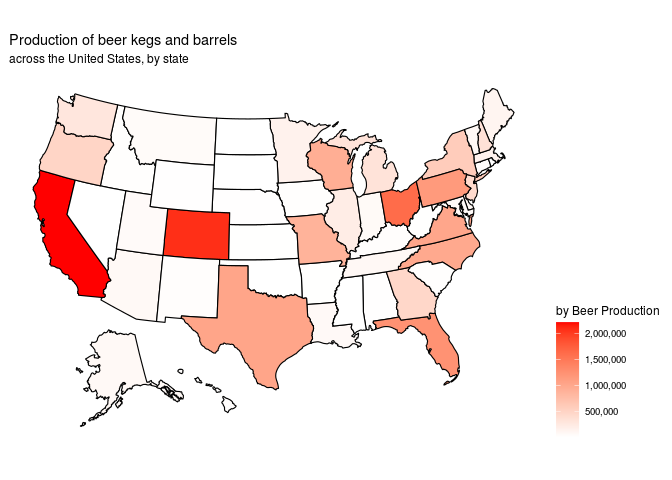 Production of beer kegs and barrels
across the United States, by state
by Beer Production
2,000,000
1,500,000
1,000,000
500,000